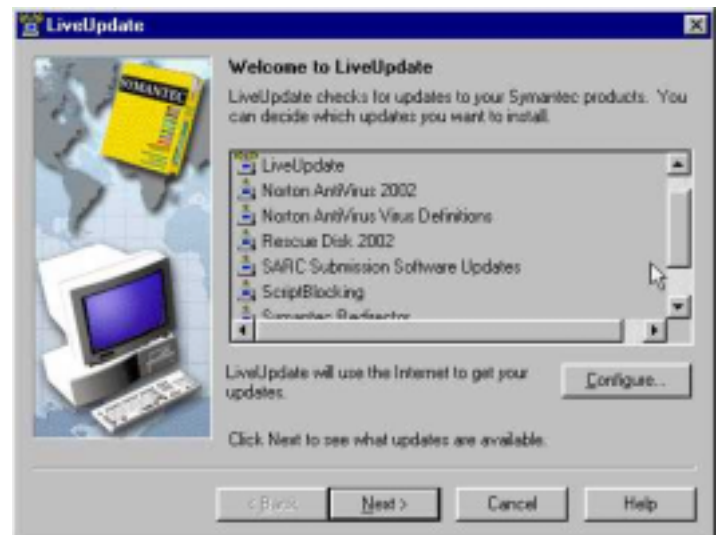 LiveUpdate
SYMANTEC
Welcome to LiveUpdate
LiveUpdate checks for updates to your Symantec products. You
can decide which updates you want to install.
LiveUpdate
Norton AntiVirus 2002
Norton AntiVirus Virus Definitions
Rescue Disk 2002
SARC Submission Software Updates
ScriptBlocking
Symantec Redirector
LiveUpdate will use the Internet to get your
updates.
Configure...
Click Next to see what updates are available.
< Back
Next >
Cancel
Help